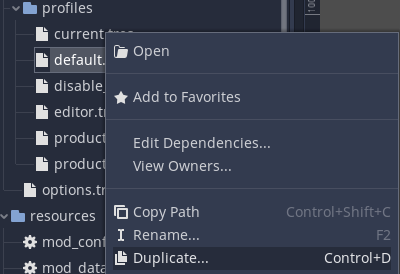 profiles
current.tres
default.
Open
disable_
Add to Favorites
editor.tr
product
Edit Dependencies...
product
View Owners...
options.tr
resources
Copy Path Control+Shift+C
Rename... F2
mod_conf
Duplicate... Control+D
mod_data